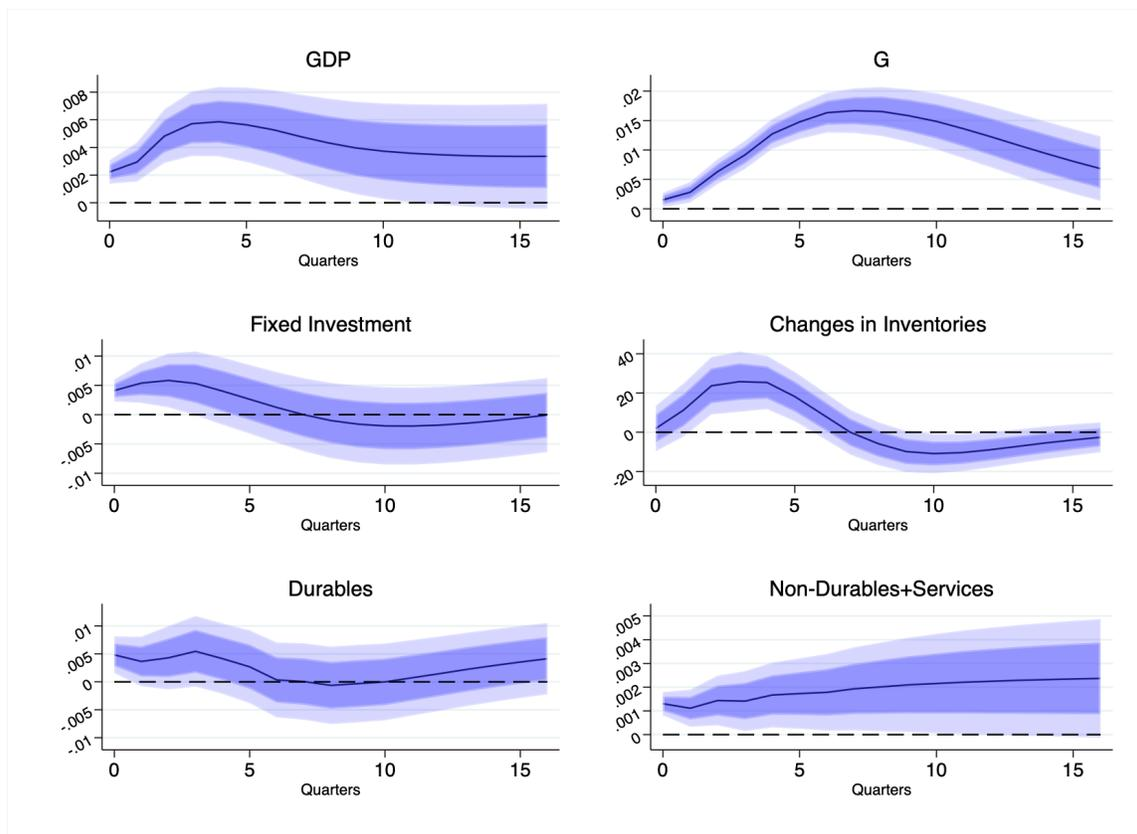 GDP
.008
.006
.004
.002
0
0 5 10 15
Quarters
G
.02
.015
.01
.005
0
0 5 10 15
Quarters
Fixed Investment
.01
.005
0
-.005
-.01
0 5 10 15
Quarters
Changes in Inventories
40
20
0
-20
0 5 10 15
Quarters
Durables
.01
.005
0
-.005
-.01
0 5 10 15
Quarters
Non-Durables+Services
.005
.004
.003
.002
.001
0
0 5 10 15
Quarters